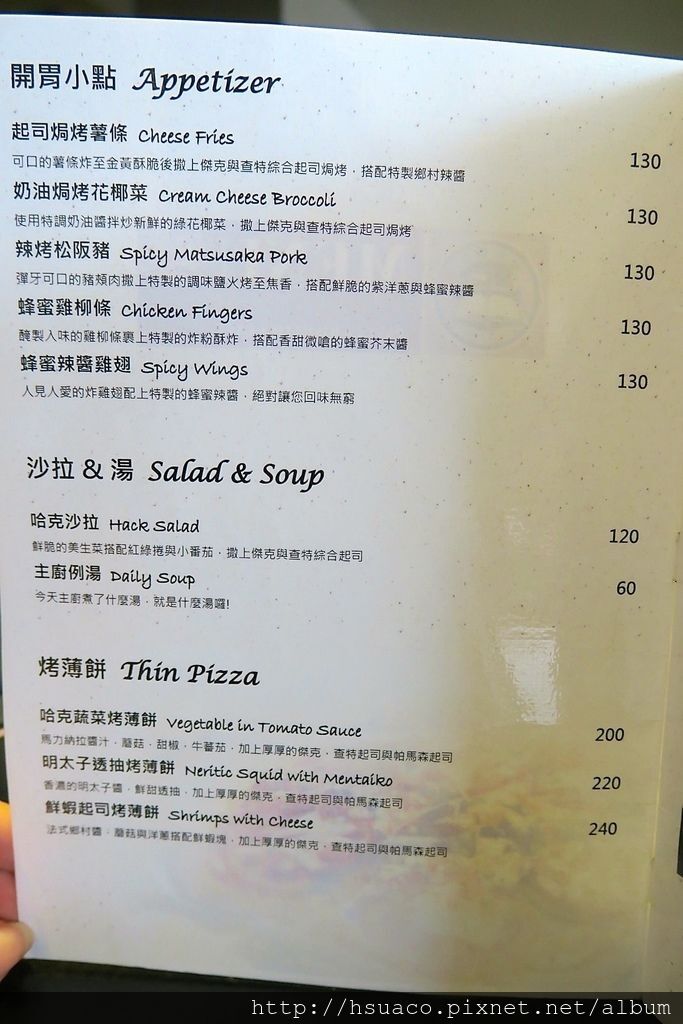 開胃小點 Appetizer
起司焗烤薯條 Cheese Fries 130
可口的薯條炸至金黃酥脆後撒上傑克與查特綜合起司焗烤，搭配特製鄉村辣醬
奶油焗烤花椰菜 Cream Cheese Broccoli 130
使用特調奶油醬拌炒新鮮的綠花椰菜，撒上傑克與查特綜合起司焗烤
辣烤松阪豬 Spicy Matsusaka Pork 130
彈牙可口的豬頰肉撒上特製的調味鹽火烤至焦香，搭配鮮脆的紫洋蔥與蜂蜜辣醬
蜂蜜雞柳條 Chicken Fingers 130
醃製入味的雞柳條裹上特製的炸粉酥炸，搭配香甜微嗆的蜂蜜芥末醬
蜂蜜辣醬雞翅 Spicy Wings 130
人見人愛的炸雞翅配上特製的蜂蜜辣醬，絕對讓您回味無窮
沙拉 & 湯 Salad & Soup
哈克沙拉 Hack Salad 120
鮮脆的美生菜搭配紅綠捲與小番茄，撒上傑克與查特綜合起司
主廚例湯 Daily Soup 60
今天主廚煮了什麼湯，就是什麼湯囉!
烤薄餅 Thin Pizza
哈克蔬菜烤薄餅 Vegetable in Tomato Sauce 200
馬力納拉醬汁，蘑菇，甜椒，牛蕃茄，加上厚厚的傑克，查特起司與帕馬森起司
明太子透抽烤薄餅 Neritic Squid with Mentaiko 220
香濃的明太子醬，鮮甜透抽，加上厚厚的傑克，查特起司與帕馬森起司
鮮蝦起司烤薄餅 Shrimps with Cheese 240
法式鄉村醬，蘑菇與洋蔥搭配鮮蝦塊，加上厚厚的傑克，查特起司與帕馬森起司
http://hsuaco.pixnet.net/album